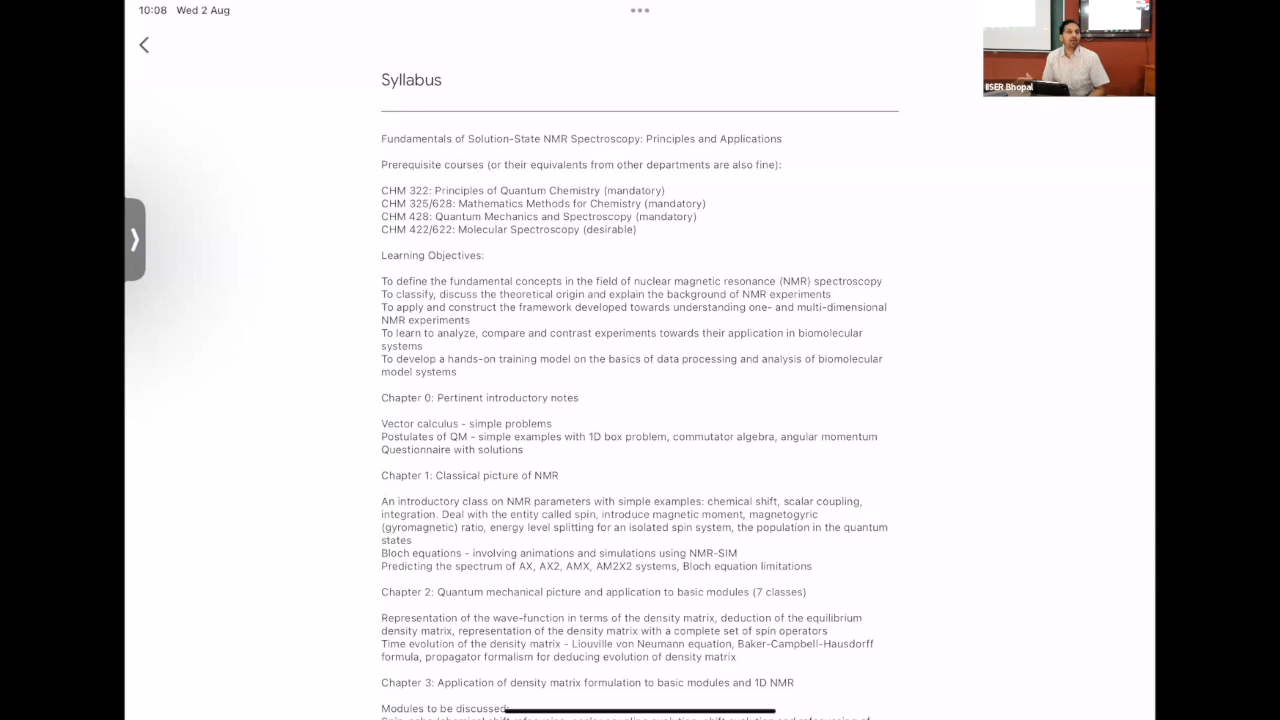 10:08 Wed 2 Aug
IISER Bhopal
Syllabus
Fundamentals of Solution-State NMR Spectroscopy: Principles and Applications
Prerequisite courses (or their equivalents from other departments are also fine):
CHM 322: Principles of Quantum Chemistry (mandatory)
CHM 325/628: Mathematics Methods for Chemistry (mandatory)
CHM 428: Quantum Mechanics and Spectroscopy (mandatory)
CHM 422/622: Molecular Spectroscopy (desirable)
Learning Objectives:
To define the fundamental concepts in the field of nuclear magnetic resonance (NMR) spectroscopy
To classify, discuss the theoretical origin and explain the background of NMR experiments
To apply and construct the framework developed towards understanding one- and multi-dimensional
NMR experiments
To learn to analyze, compare and contrast experiments towards their application in biomolecular
systems
To develop a hands-on training model on the basics of data processing and analysis of biomolecular
model systems
Chapter 0: Pertinent introductory notes
Vector calculus - simple problems
Postulates of QM - simple examples with 1D box problem, commutator algebra, angular momentum
Questionnaire with solutions
Chapter 1: Classical picture of NMR
An introductory class on NMR parameters with simple examples: chemical shift, scalar coupling,
integration. Deal with the entity called spin, introduce magnetic moment, magnetogyric
(gyromagnetic) ratio, energy level splitting for an isolated spin system, the population in the quantum
states
Bloch equations - involving animations and simulations using NMR-SIM
Predicting the spectrum of AX, AX2, AMX, AM2X2 systems, Bloch equation limitations
Chapter 2: Quantum mechanical picture and application to basic modules (7 classes)
Representation of the wave-function in terms of the density matrix, deduction of the equilibrium
density matrix, representation of the density matrix with a complete set of spin operators
Time evolution of the density matrix - Liouville von Neumann equation, Baker-Campbell-Hausdorff
formula, propagator formalism for deducing evolution of density matrix
Chapter 3: Application of density matrix formulation to basic modules and 1D NMR
Modules to be discussed: